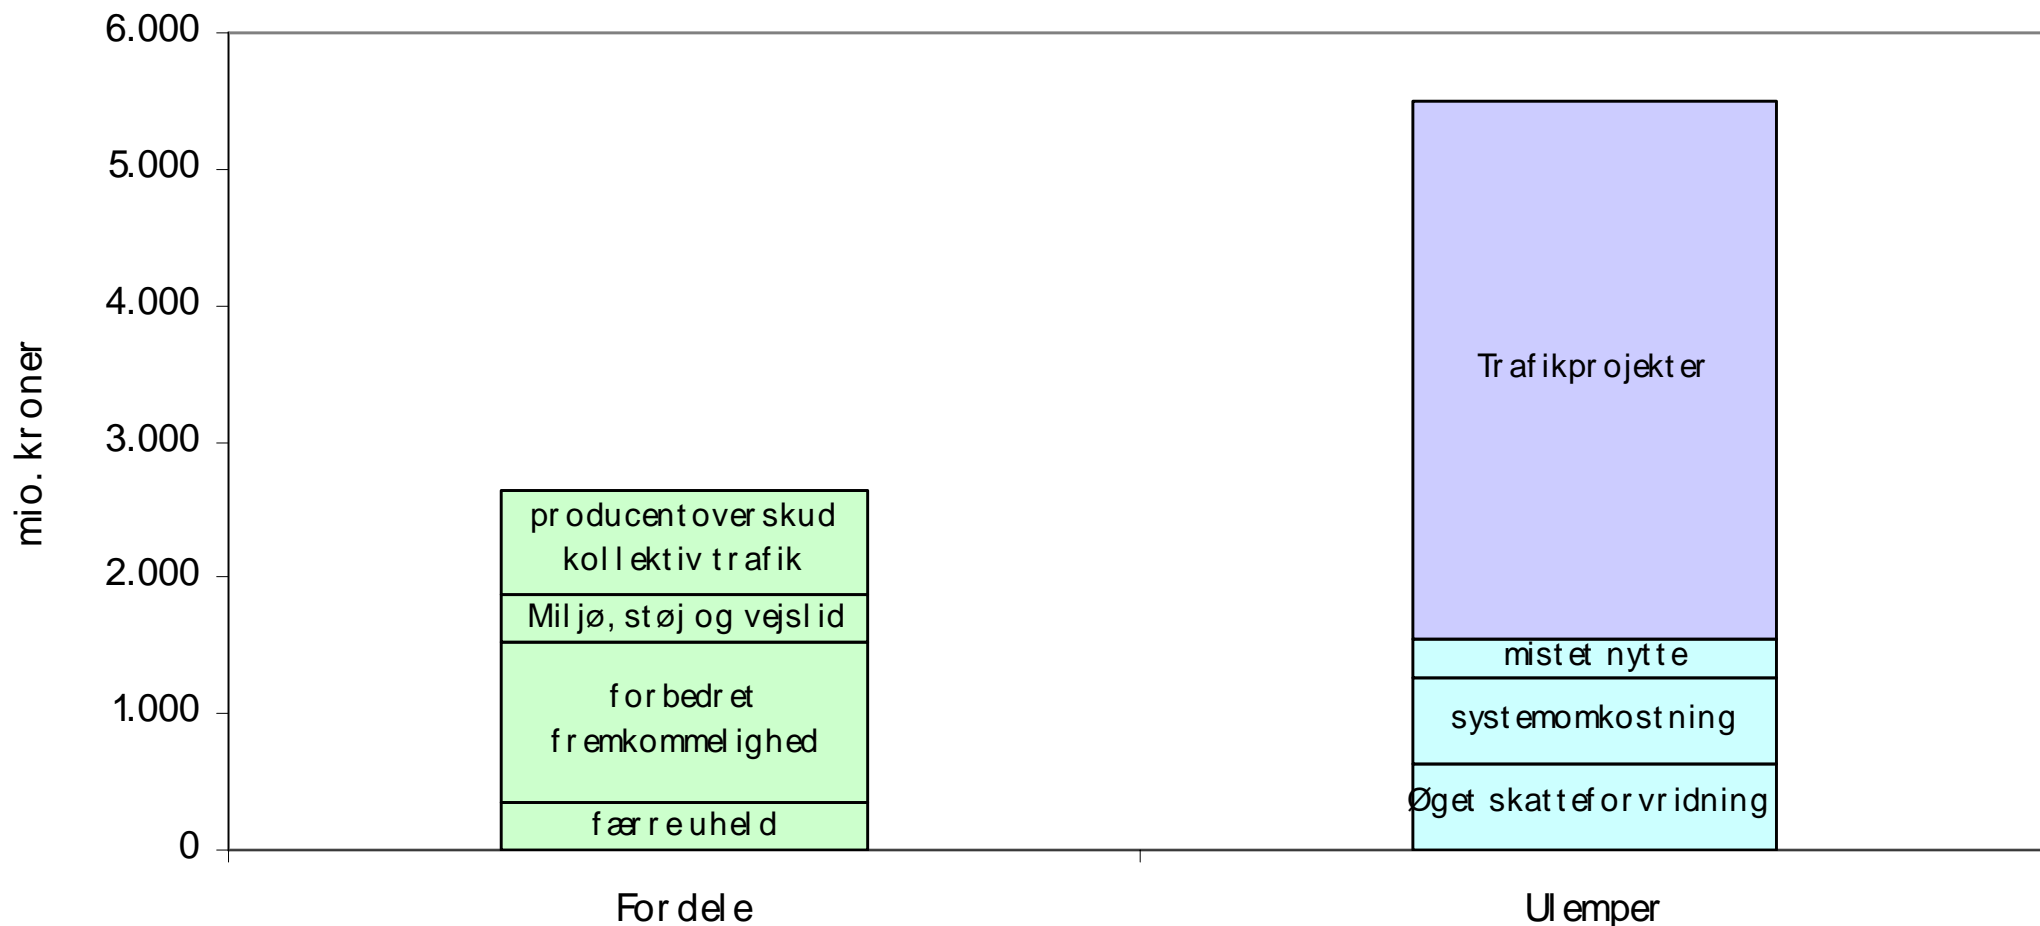 6.000
5.000
4.000
3.000
2.000
1.000
0
mio. kroner
producentoverskud
kollektiv trafik
Miljø, støj og vejslid
forbedret
fremkommelighed
færre uheld
Trafikprojekter
mistet nytte
systemomkostning
Øget skatteforvridning
Fordele
Ulemper